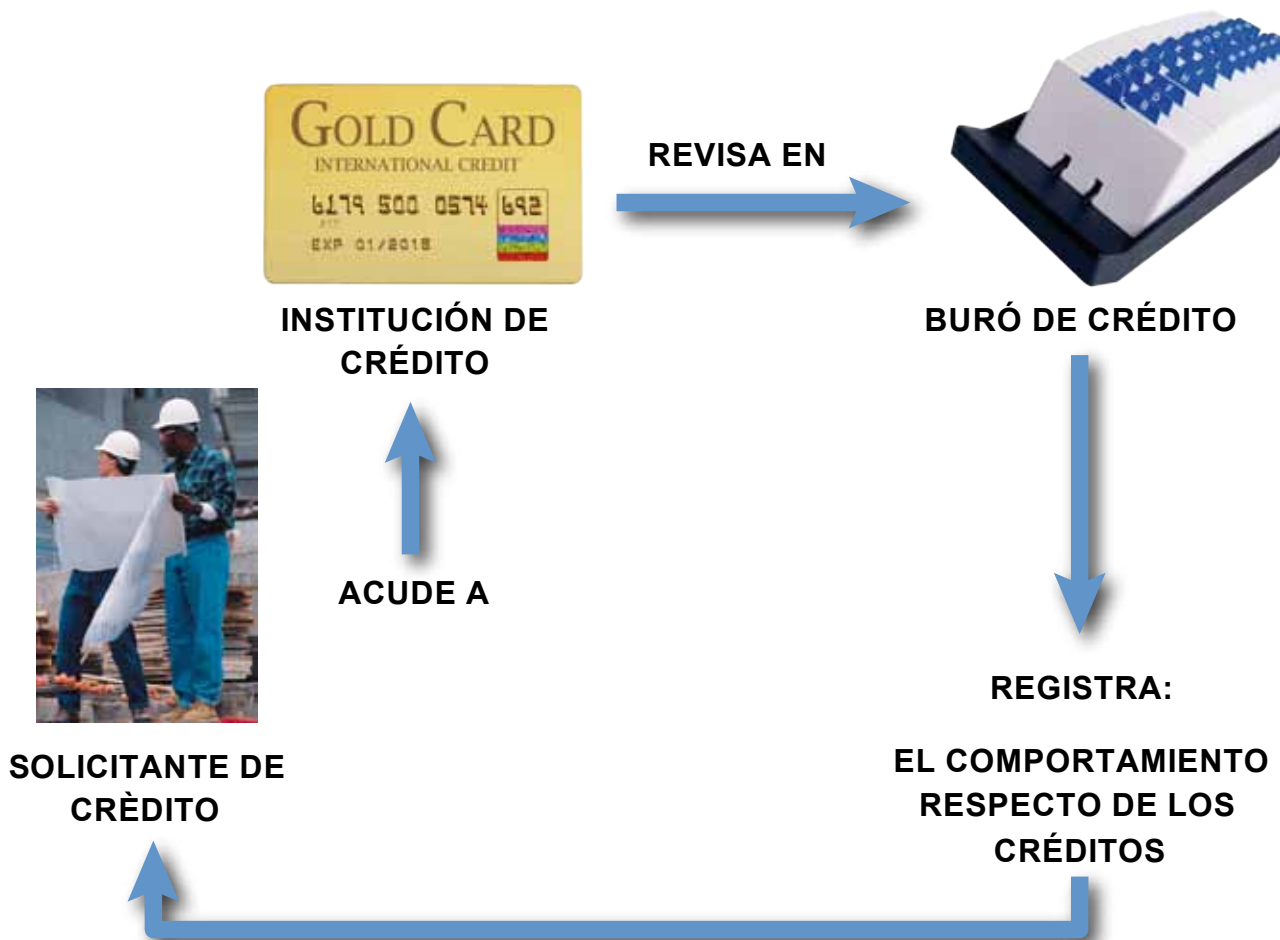 GOLD CARD
INTERNATIONAL CREDIT
6179 500 0574 692
EXP 01/2018
REVISA EN
INSTITUCIÓN DE
CRÉDITO
BURÓ DE CRÉDITO
ACUDE A
REGISTRA:
SOLICITANTE DE
CRÈDITO
EL COMPORTAMIENTO
RESPECTO DE LOS
CRÉDITOS